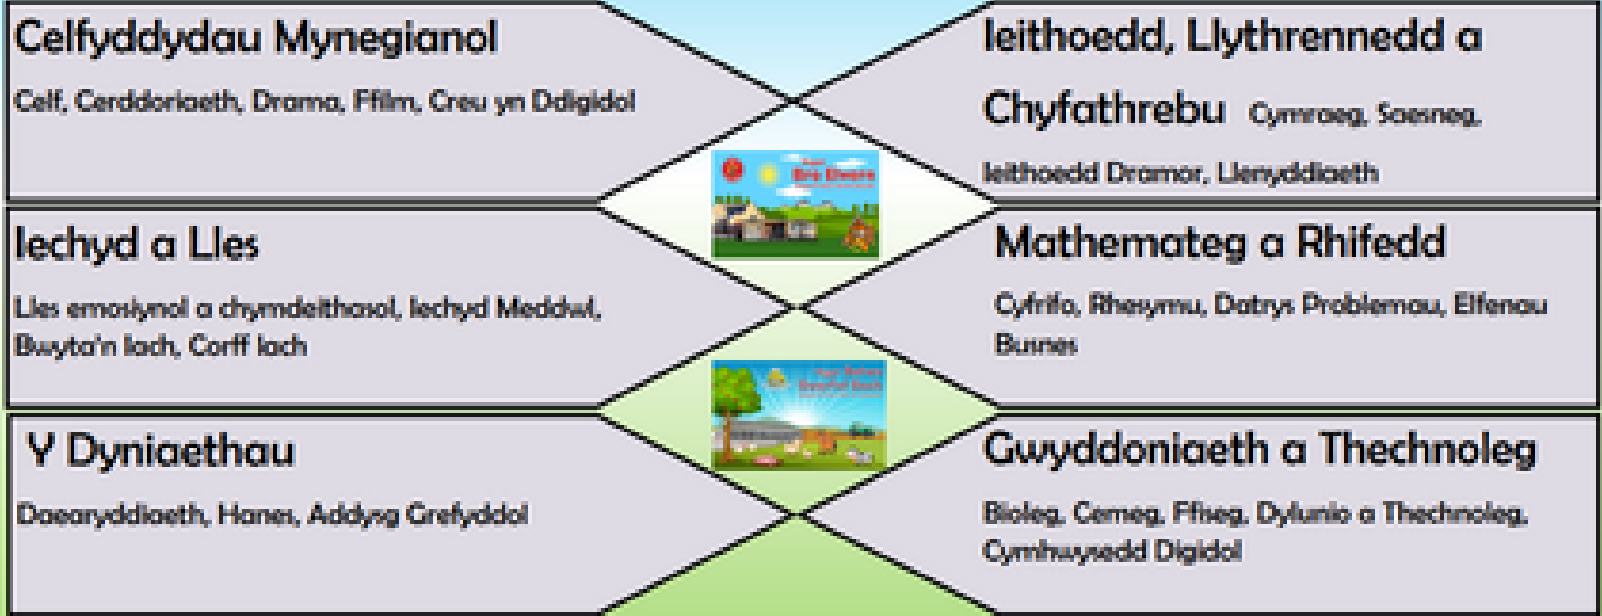 Celfyddydau Mynegianol
Celf, Cerddoriaeth, Drama, Ffilm, Creu yn Ddigidol
Ieithoedd, Llythrennedd a
Chyfathrebu Cymraeg, Saesneg,
Ieithoedd Dramor, Llenyddiaeth
Iechyd a Lles
Lles emosiynol a chymdeithasol, Iechyd Meddwl,
Bwyta'n Iach, Corff Iach
Mathemateg a Rhifedd
Cyfrifo, Rhesymu, Datrys Problemau, Elfenau
Busnes
Y Dyniaethau
Daearyddiaeth, Hanes, Addysg Grefyddol
Gwyddoniaeth a Thechnoleg
Bioleg, Cemeg, Ffiseg, Dylunio a Thechnoleg,
Cymhwysedd Digidol